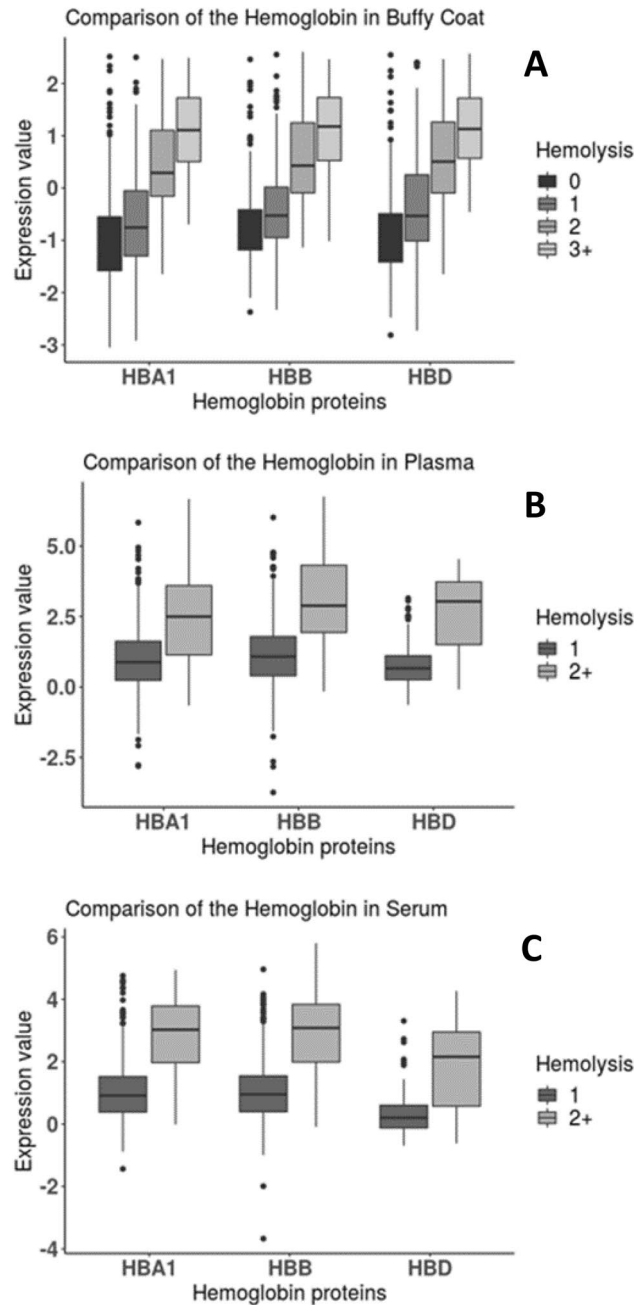 Comparison of the Hemoglobin in Buffy Coat
A
2
1
0
-1
-2
-3
Expression value
HBA1 HBB HBD
Hemoglobin proteins
Hemolysis
0
1
2
3+
Comparison of the Hemoglobin in Plasma
B
5.0
2.5
0.0
-2.5
Expression value
HBA1 HBB HBD
Hemoglobin proteins
Hemolysis
1
2+
Comparison of the Hemoglobin in Serum
C
6
4
2
0
-2
-4
Expression value
HBA1 HBB HBD
Hemoglobin proteins
Hemolysis
1
2+